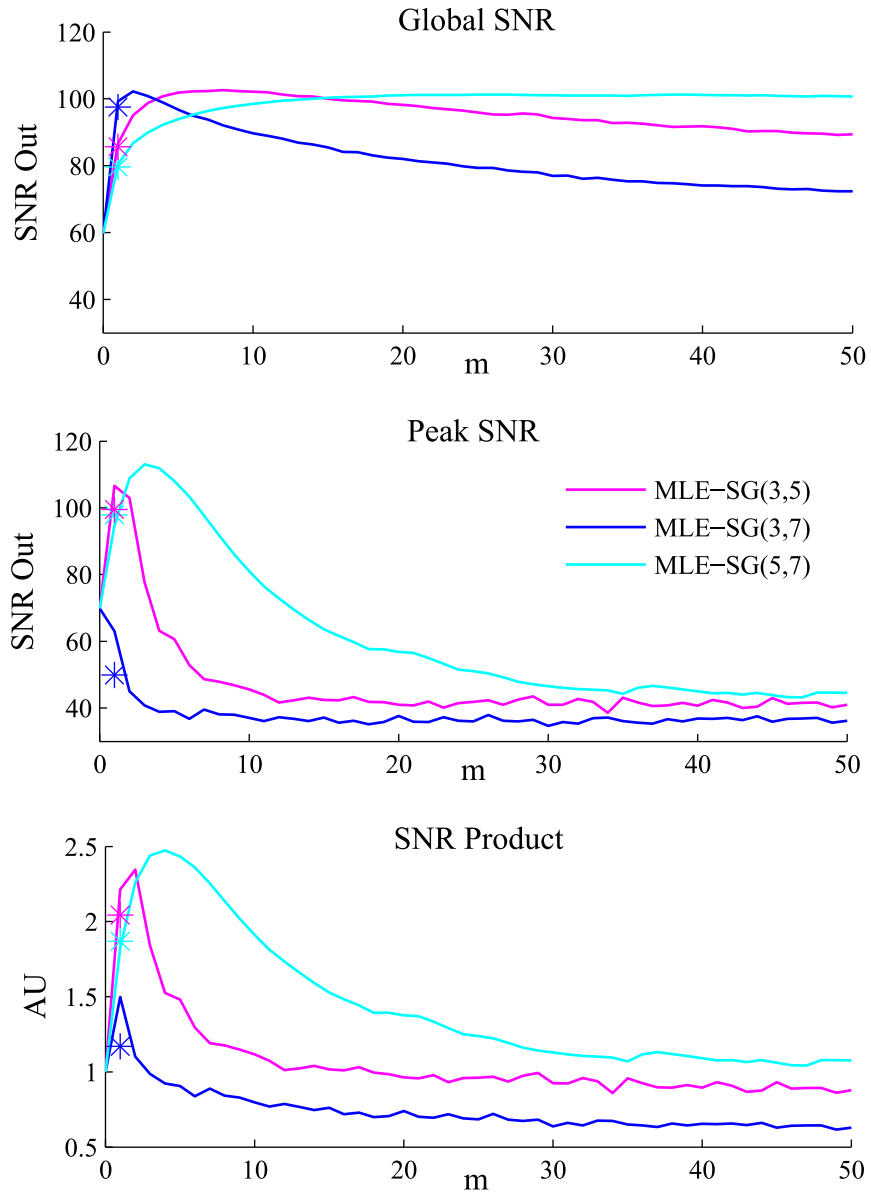 Global SNR
120
100
80
60
40
SNR Out
0 10 20 30 40 50
m
Peak SNR
120
100
80
60
40
SNR Out
MLE−SG(3,5)
MLE−SG(3,7)
MLE−SG(5,7)
0 10 20 30 40 50
m
SNR Product
2.5
2
1.5
1
0.5
AU
0 10 20 30 40 50
m